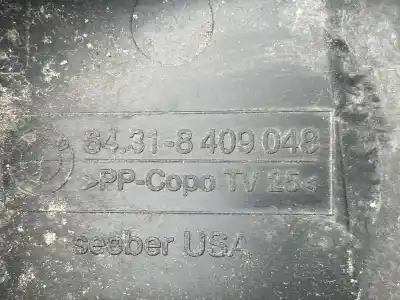 84.31-8 409 048
>PP-Copo TV 25<
seeber USA